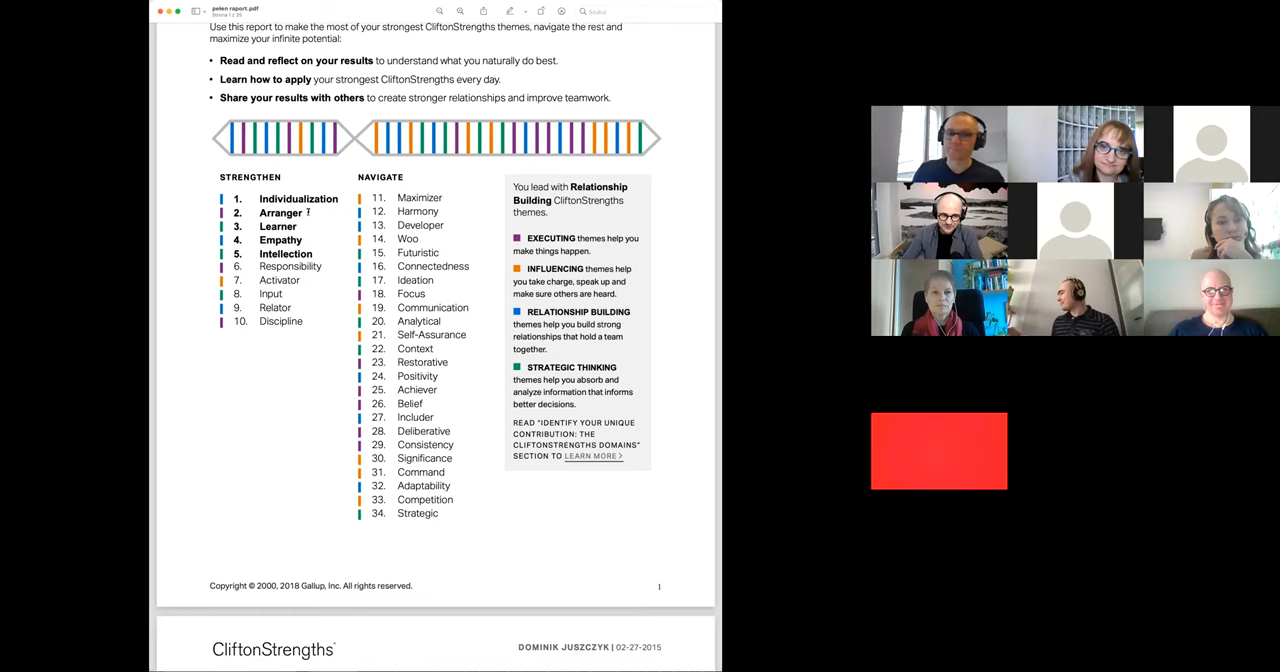 pełen raport.pdf
Strona 1 z 25
Szukaj
Use this report to make the most of your strongest CliftonStrengths themes, navigate the rest and
maximize your infinite potential:
• Read and reflect on your results to understand what you naturally do best.
• Learn how to apply your strongest CliftonStrengths every day.
• Share your results with others to create stronger relationships and improve teamwork.
STRENGTHEN
1. Individualization
2. Arranger
3. Learner
4. Empathy
5. Intellection
6. Responsibility
7. Activator
8. Input
9. Relator
10. Discipline
NAVIGATE
11. Maximizer
12. Harmony
13. Developer
14. Woo
15. Futuristic
16. Connectedness
17. Ideation
18. Focus
19. Communication
20. Analytical
21. Self-Assurance
22. Context
23. Restorative
24. Positivity
25. Achiever
26. Belief
27. Includer
28. Deliberative
29. Consistency
30. Significance
31. Command
32. Adaptability
33. Competition
34. Strategic
You lead with Relationship
Building CliftonStrengths
themes.
EXECUTING themes help you
make things happen.
INFLUENCING themes help
you take charge, speak up and
make sure others are heard.
RELATIONSHIP BUILDING
themes help you build strong
relationships that hold a team
together.
STRATEGIC THINKING
themes help you absorb and
analyze information that informs
better decisions.
READ "IDENTIFY YOUR UNIQUE
CONTRIBUTION: THE
CLIFTONSTRENGTHS DOMAINS"
SECTION TO LEARN MORE >
Copyright © 2000, 2018 Gallup, Inc. All rights reserved.
1
CliftonStrengths®
DOMINIK JUSZCZYK | 02-27-2015